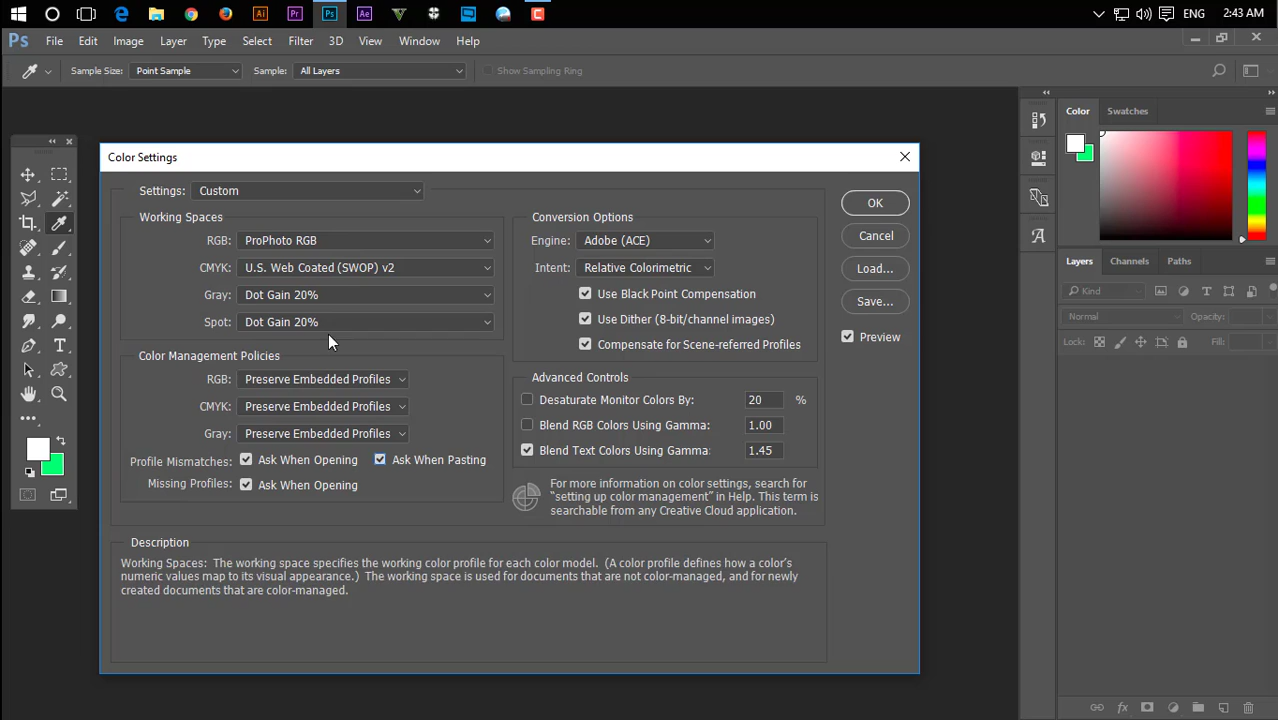 Ai Pr Ps Ae ENG 2:43 AM
Ps File Edit Image Layer Type Select Filter 3D View Window Help
Sample Size: Point Sample Sample: All Layers Show Sampling Ring
Color Swatches
Color Settings
Settings: Custom
Working Spaces
RGB: ProPhoto RGB
CMYK: U.S. Web Coated (SWOP) v2
Gray: Dot Gain 20%
Spot: Dot Gain 20%
Color Management Policies
RGB: Preserve Embedded Profiles
CMYK: Preserve Embedded Profiles
Gray: Preserve Embedded Profiles
Profile Mismatches: Ask When Opening Ask When Pasting
Missing Profiles: Ask When Opening
Conversion Options
Engine: Adobe (ACE)
Intent: Relative Colorimetric
Use Black Point Compensation
Use Dither (8-bit/channel images)
Compensate for Scene-referred Profiles
Advanced Controls
Desaturate Monitor Colors By: 20 %
Blend RGB Colors Using Gamma: 1.00
Blend Text Colors Using Gamma: 1.45
For more information on color settings, search for
“setting up color management” in Help. This term is
searchable from any Creative Cloud application.
OK
Cancel
Load...
Save...
Preview
Description
Working Spaces: The working space specifies the working color profile for each color model. (A color profile defines how a color’s
numeric values map to its visual appearance.) The working space is used for documents that are not color-managed, and for newly
created documents that are color-managed.
Layers Channels Paths
Kind
Normal Opacity:
Lock: Fill:
fx